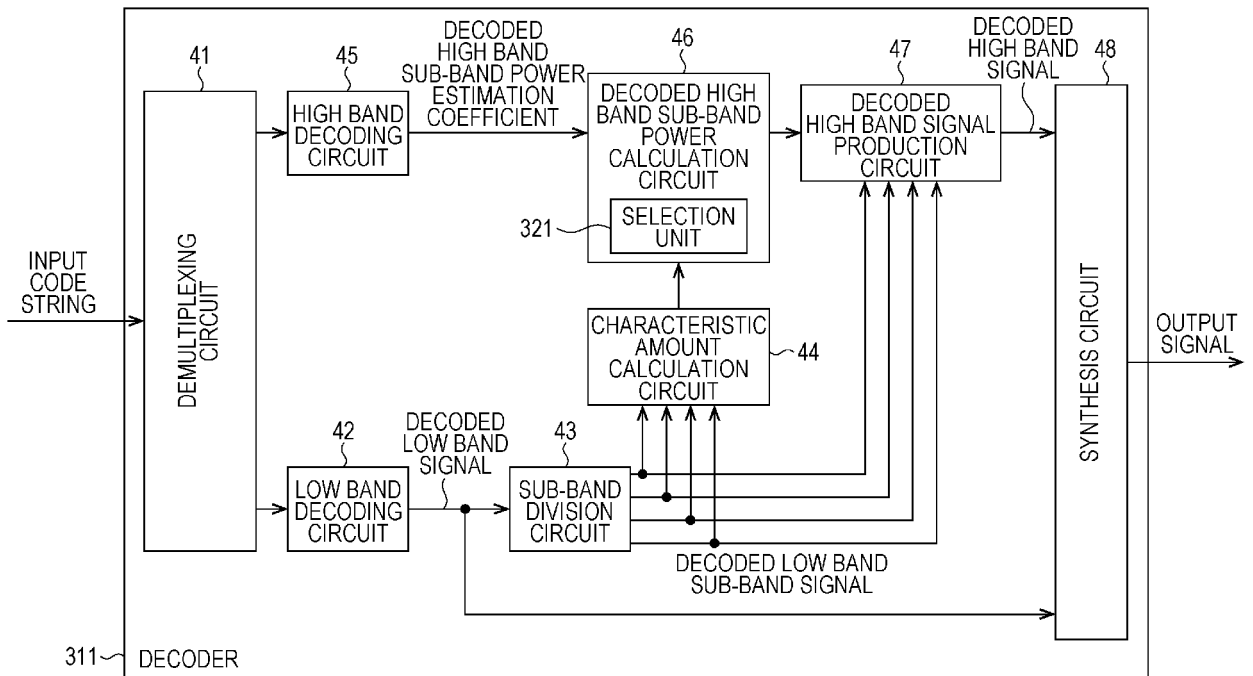 41
DEMULTIPLEXING
CIRCUIT
45
HIGH BAND
DECODING
CIRCUIT
DECODED
HIGH BAND
SUB-BAND POWER
ESTIMATION
COEFFICIENT
46
DECODED HIGH
BAND SUB-BAND
POWER
CALCULATION
CIRCUIT
321
SELECTION
UNIT
47
DECODED
HIGH BAND SIGNAL
PRODUCTION
CIRCUIT
DECODED
HIGH BAND
SIGNAL
48
SYNTHESIS CIRCUIT
INPUT
CODE
STRING
CHARACTERISTIC
AMOUNT
CALCULATION
CIRCUIT
44
OUTPUT
SIGNAL
42
LOW BAND
DECODING
CIRCUIT
DECODED
LOW BAND
SIGNAL
43
SUB-BAND
DIVISION
CIRCUIT
DECODED LOW BAND
SUB-BAND SIGNAL
311
DECODER